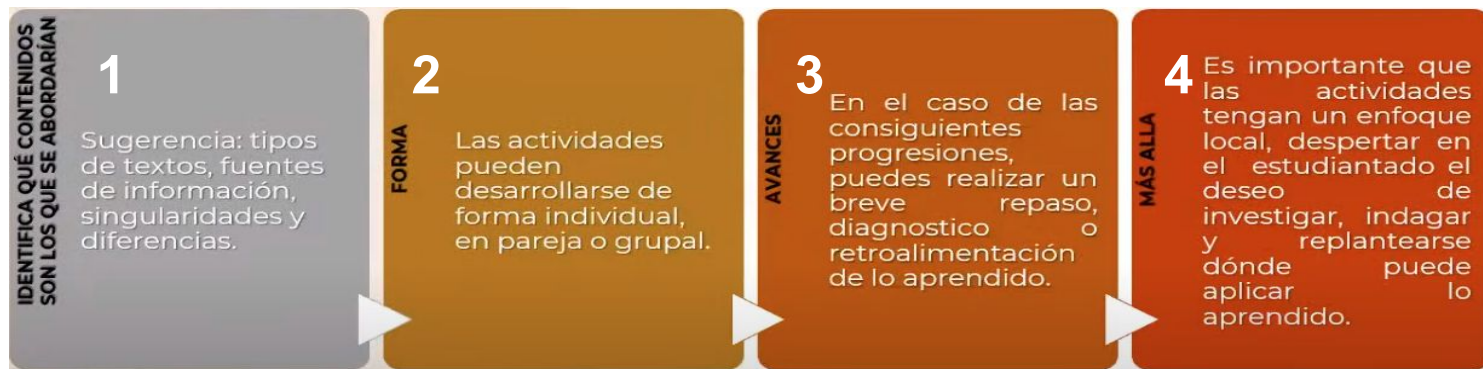 IDENTIFICA QUÉ CONTENIDOS
SON LOS QUE SE ABORDARÍAN
1
Sugerencia: tipos
de textos, fuentes
de información,
singularidades y
diferencias.
FORMA
2
Las actividades
pueden
desarrollarse de
forma individual,
en pareja o grupal.
AVANCES
3
En el caso de las
consiguientes
progresiones,
puedes realizar un
breve repaso,
diagnostico o
retroalimentación
de lo aprendido.
MÁS ALLA
4
Es importante que
las actividades
tengan un enfoque
local, despertar en
el estudiantado el
deseo de
investigar, indagar
y replantearse
dónde puede
aplicar lo
aprendido.